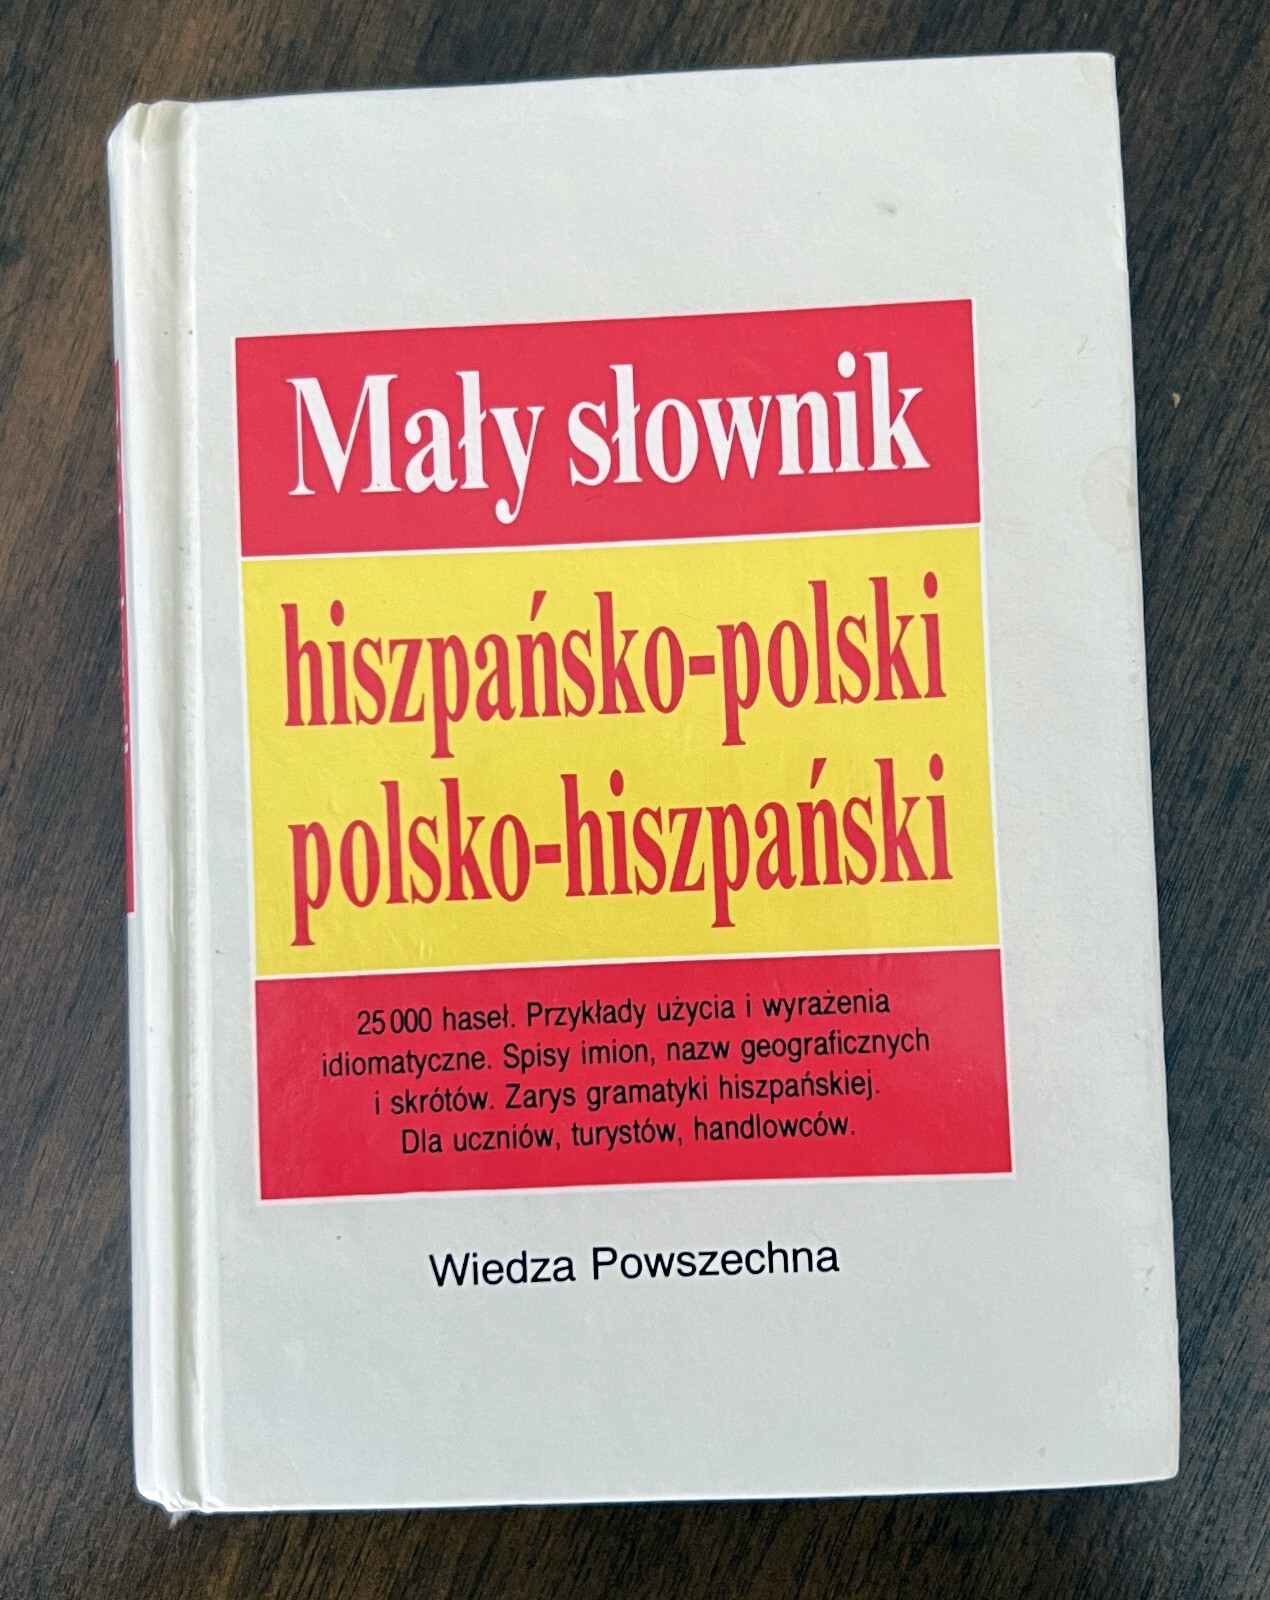 Mały słownik
hiszpańsko-polski
polsko-hiszpański
25 000 haseł. Przykłady użycia i wyrażenia
idiomatyczne. Spisy imion, nazw geograficznych
i skrótów. Zarys gramatyki hiszpańskiej.
Dla uczniów, turystów, handlowców.
Wiedza Powszechna